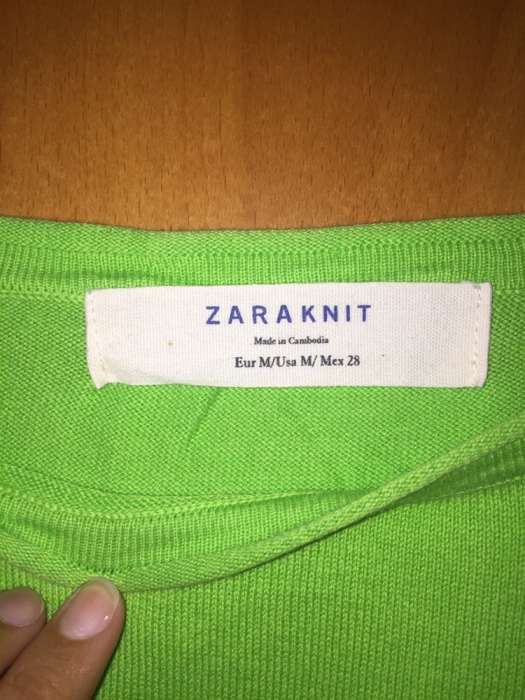 ZARAKNIT
Made in Cambodia
Eur M/Usa M/ Mex 28